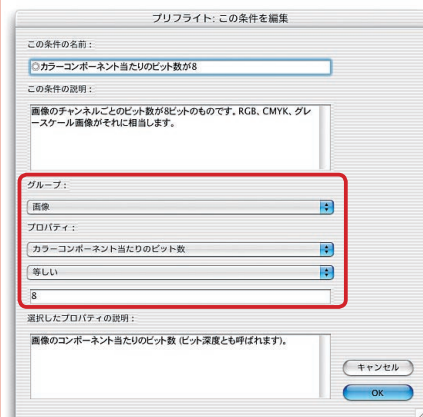 プリフライト: この条件を編集
この条件の名前：
◎カラーコンポーネント当たりのビット数が8
この条件の説明：
画像のチャンネルごとのビット数が8ビットのものです。RGB、CMYK、グレ
ースケール画像がそれに相当します。
グループ：
画像
プロパティ：
カラーコンポーネント当たりのビット数
等しい
8
選択したプロパティの説明：
画像のコンポーネント当たりのビット数 (ビット深度とも呼ばれます)。
キャンセル
OK